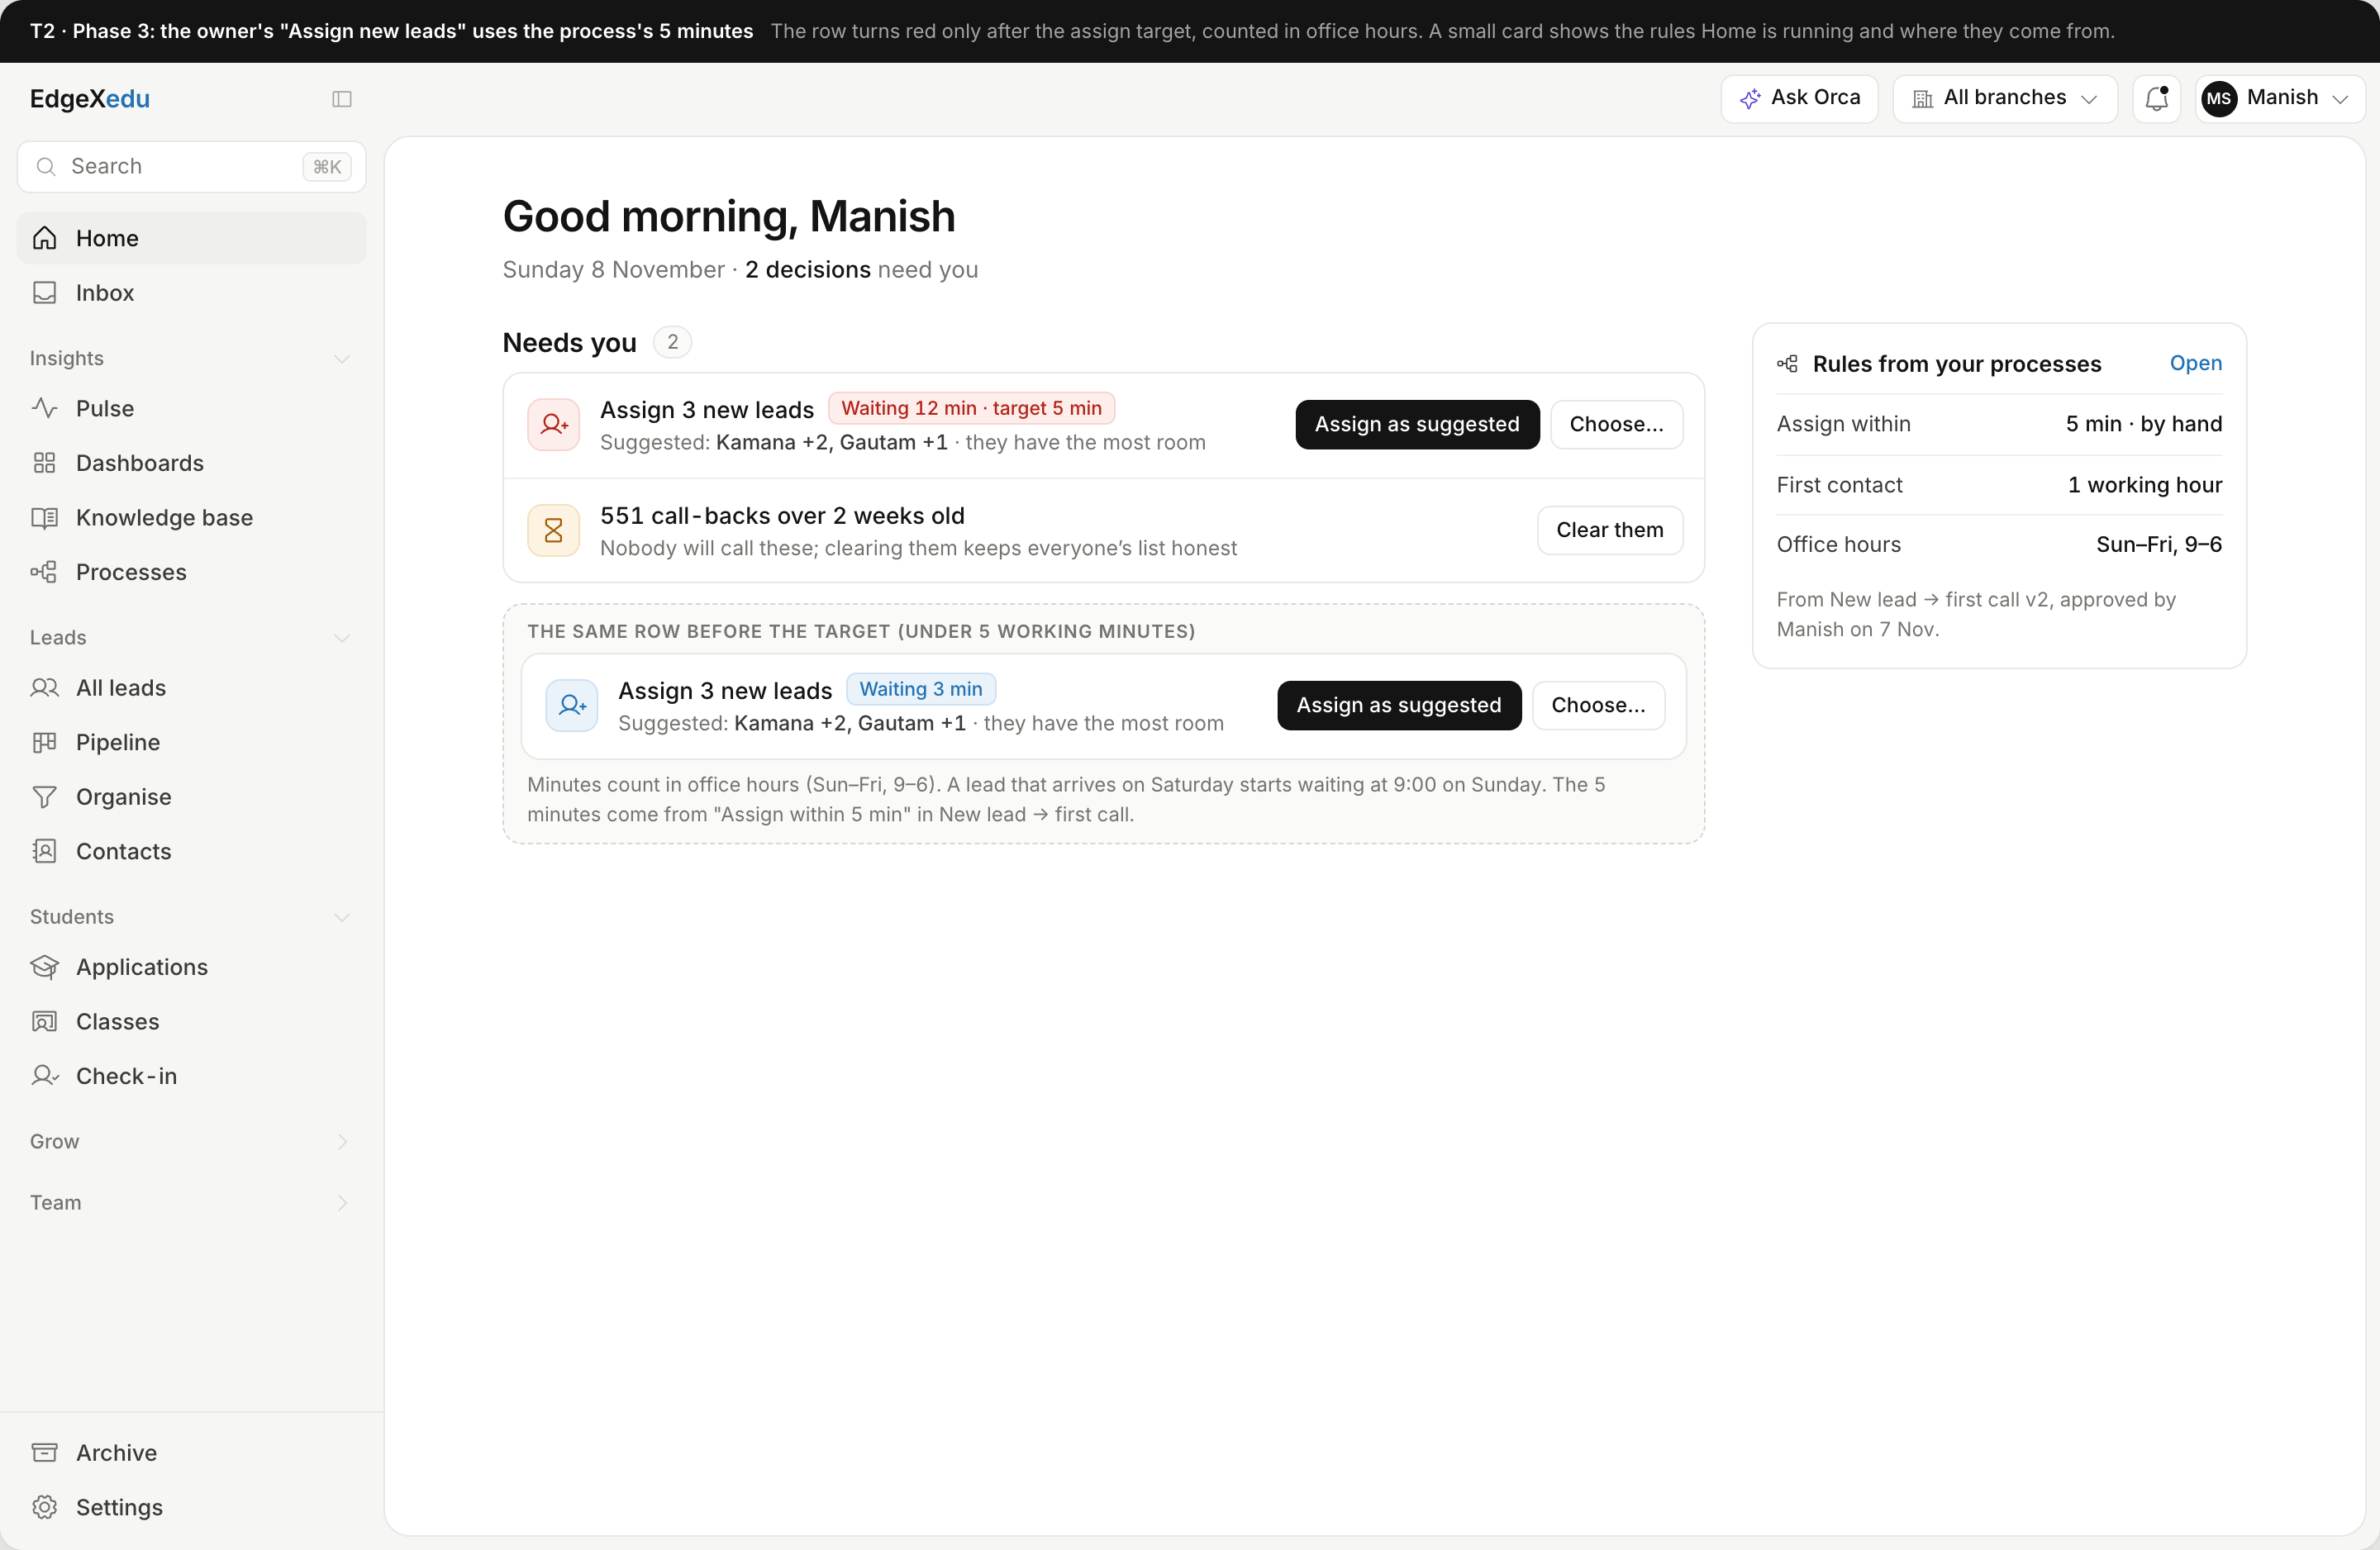 T2 · Phase 3: the owner's "Assign new leads" uses the process's 5 minutes The row turns red only after the assign target, counted in office hours. A small card shows the rules Home is running and where they come from.
EdgeXedu
Ask Orca
All branches
MS Manish
Search ⌘K
Home
Inbox
Insights
Pulse
Dashboards
Knowledge base
Processes
Leads
All leads
Pipeline
Organise
Contacts
Students
Applications
Classes
Check-in
Grow
Team
Archive
Settings
Good morning, Manish
Sunday 8 November · 2 decisions need you
Needs you 2
Assign 3 new leads Waiting 12 min · target 5 min
Suggested: Kamana +2, Gautam +1 · they have the most room
Assign as suggested Choose...
551 call-backs over 2 weeks old
Nobody will call these; clearing them keeps everyone’s list honest
Clear them
THE SAME ROW BEFORE THE TARGET (UNDER 5 WORKING MINUTES)
Assign 3 new leads Waiting 3 min
Suggested: Kamana +2, Gautam +1 · they have the most room
Assign as suggested Choose...
Minutes count in office hours (Sun–Fri, 9–6). A lead that arrives on Saturday starts waiting at 9:00 on Sunday. The 5
minutes come from "Assign within 5 min" in New lead → first call.
Rules from your processes Open
Assign within 5 min · by hand
First contact 1 working hour
Office hours Sun–Fri, 9–6
From New lead → first call v2, approved by
Manish on 7 Nov.